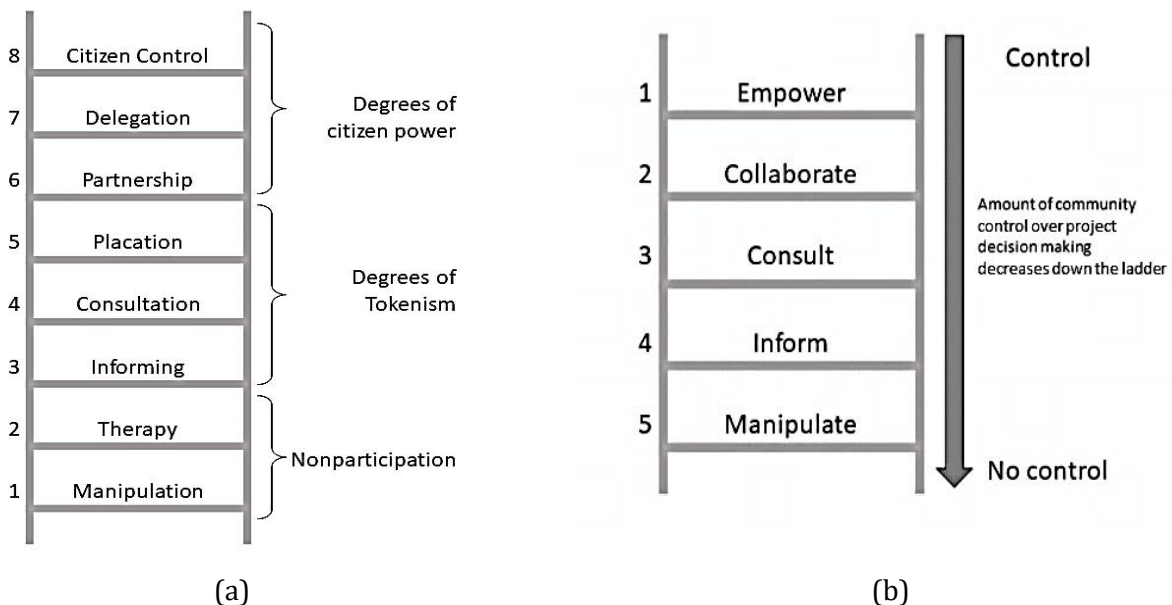 8 Citizen Control
7 Delegation
6 Partnership
5 Placation
4 Consultation
3 Informing
2 Therapy
1 Manipulation
Degrees of
citizen power
Degrees of
Tokenism
Nonparticipation
(a)
1 Empower
2 Collaborate
3 Consult
4 Inform
5 Manipulate
Control
Amount of community
control over project
decision making
decreases down the ladder
No control
(b)